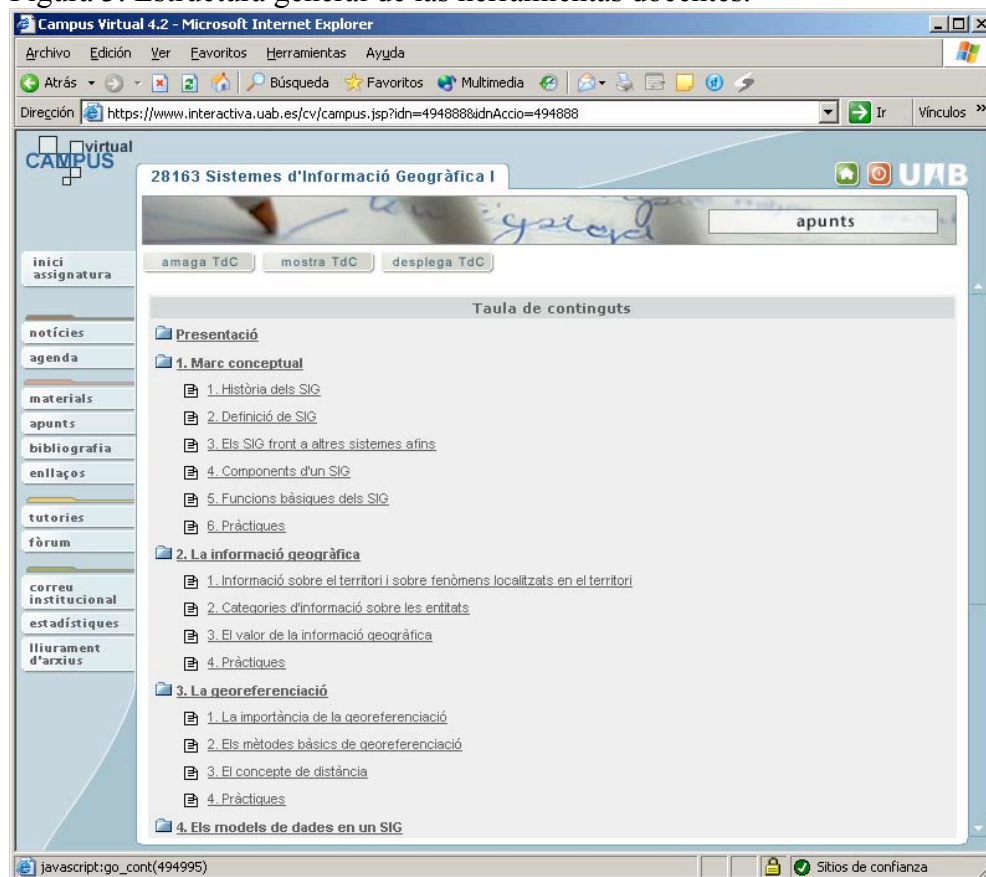 Figura 3. Estructura general de las herramientas docentes.
Campus Virtual 4.2 - Microsoft Internet Explorer
Archivo Edición Ver Favoritos Herramientas Ayuda
Atrás Búsqueda Favoritos Multimedia
Dirección https://www.interactiva.uab.es/cv/campus.jsp?idn=494888&idnAccio=494888 Ir Vínculos »
virtual
CAMPUS
28163 Sistemes d'Informació Geogràfica I
UAB
apunts
amaga TdC mostra TdC desplega TdC
inici
assignatura
notícies
agenda
materials
apunts
bibliografia
enllaços
tutories
fòrum
correu
institucional
estadístiques
lliurament
d'arxius
Taula de continguts
Presentació
1. Marc conceptual
1. Història dels SIG
2. Definició de SIG
3. Els SIG front a altres sistemes afins
4. Components d'un SIG
5. Funcions bàsiques dels SIG
6. Pràctiques
2. La informació geogràfica
1. Informació sobre el territori i sobre fenòmens localitzats en el territori
2. Categories d'informació sobre les entitats
3. El valor de la informació geogràfica
4. Pràctiques
3. La georeferenciació
1. La importància de la georeferenciació
2. Els mètodes bàsics de georeferenciació
3. El concepte de distància
4. Pràctiques
4. Els models de dades en un SIG
javascript:go_cont(494995) Sitios de confianza